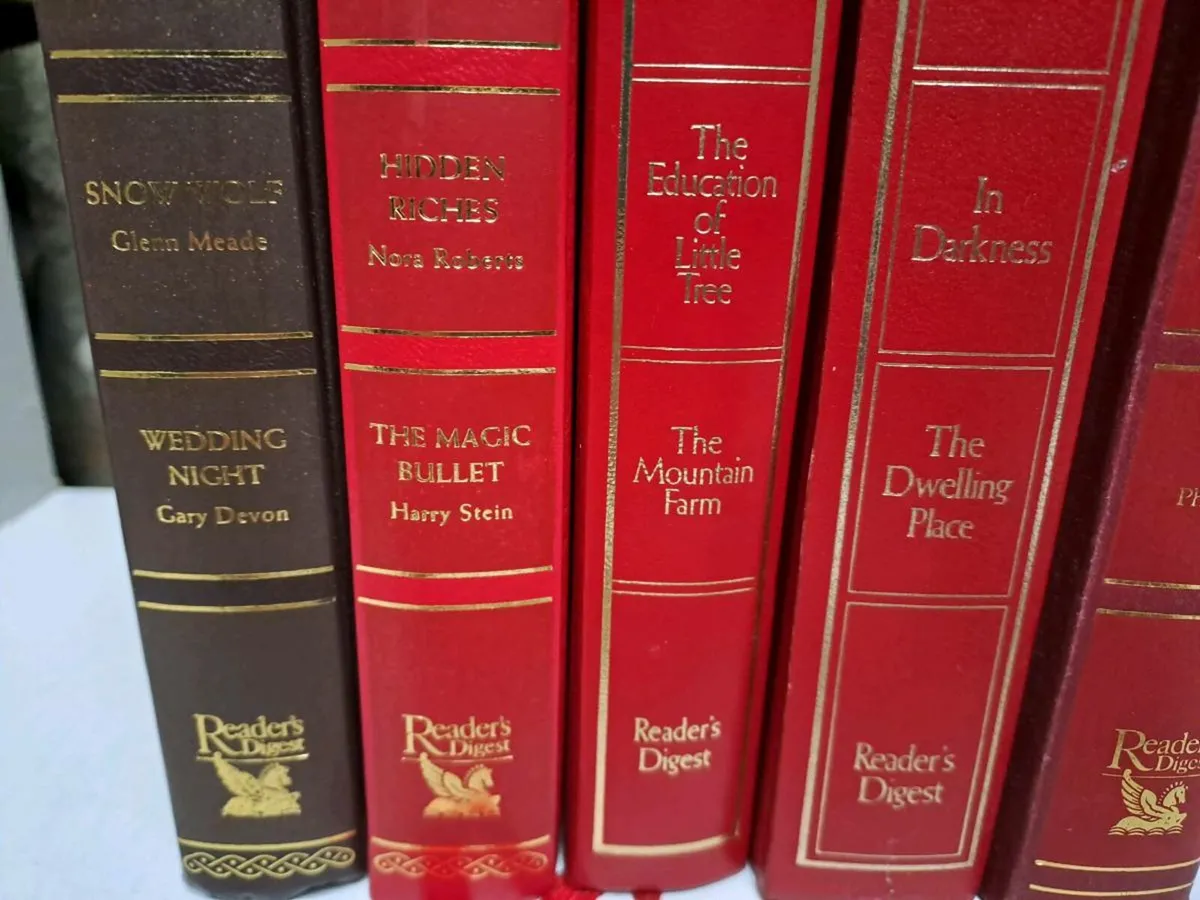 SNOW WOLF
Glenn Meade
WEDDING
NIGHT
Gary Devon
Reader's
Digest
HIDDEN
RICHES
Nora Roberts
THE MAGIC
BULLET
Harry Stein
Reader's
Digest
The
Education
of
Little
Tree
The
Mountain
Farm
Reader's
Digest
In
Darkness
The
Dwelling
Place
Reader's
Digest